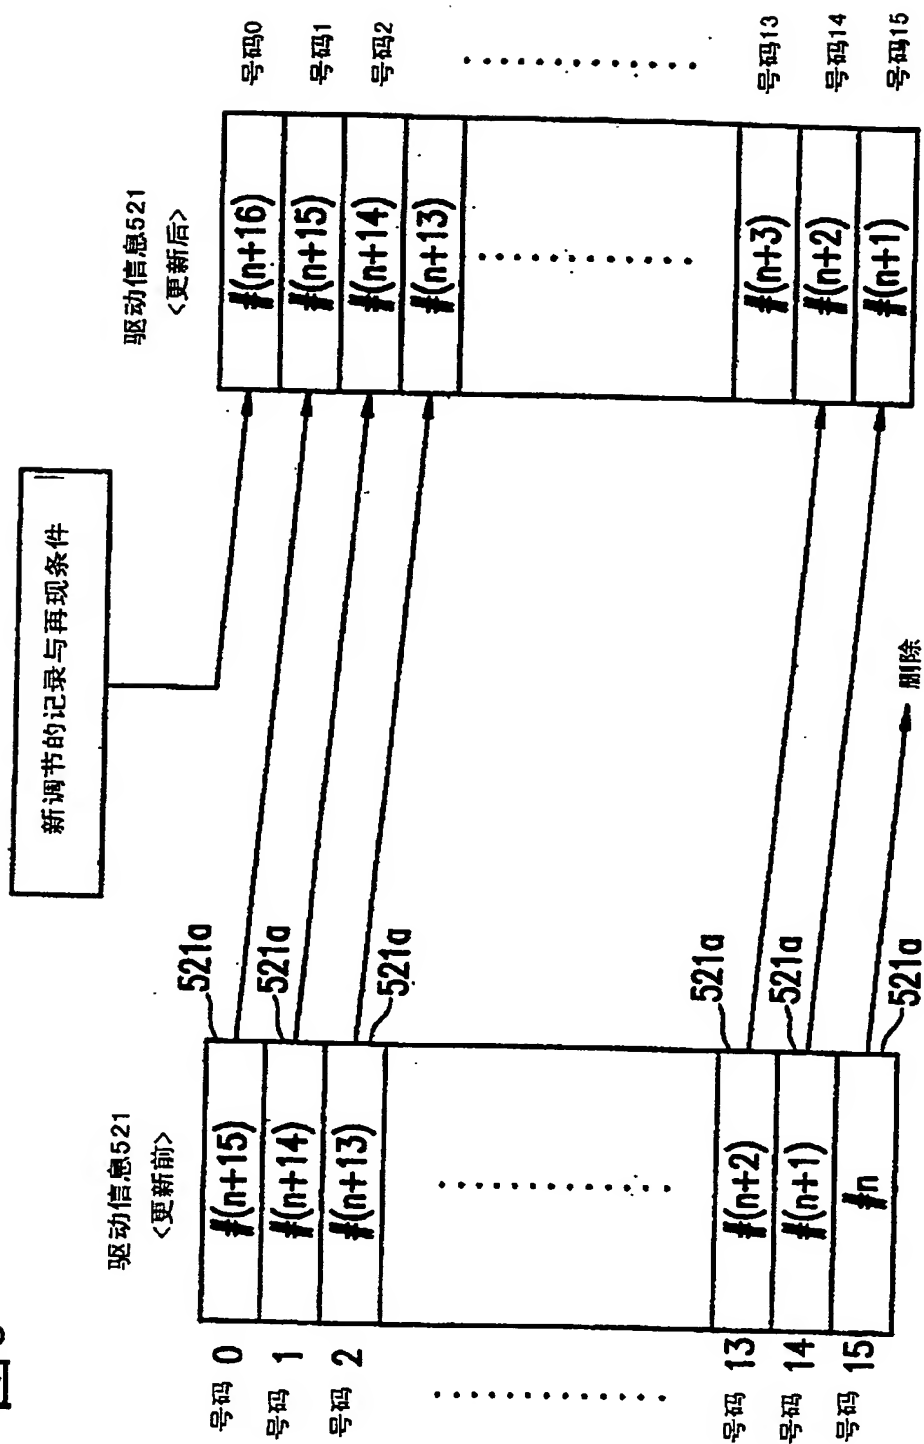 驱动信息521
<更新前>
号码 0
#(n+15)
521a
号码 1
#(n+14)
521a
号码 2
#(n+13)
521a
号码 13
#(n+2)
521a
号码 14
#(n+1)
521a
号码 15
#n
521a
删除
新调节的记录与再现条件
驱动信息521
<更新后>
#(n+16)
号码0
#(n+15)
号码1
#(n+14)
号码2
#(n+13)
#(n+3)
号码13
#(n+2)
号码14
#(n+1)
号码15